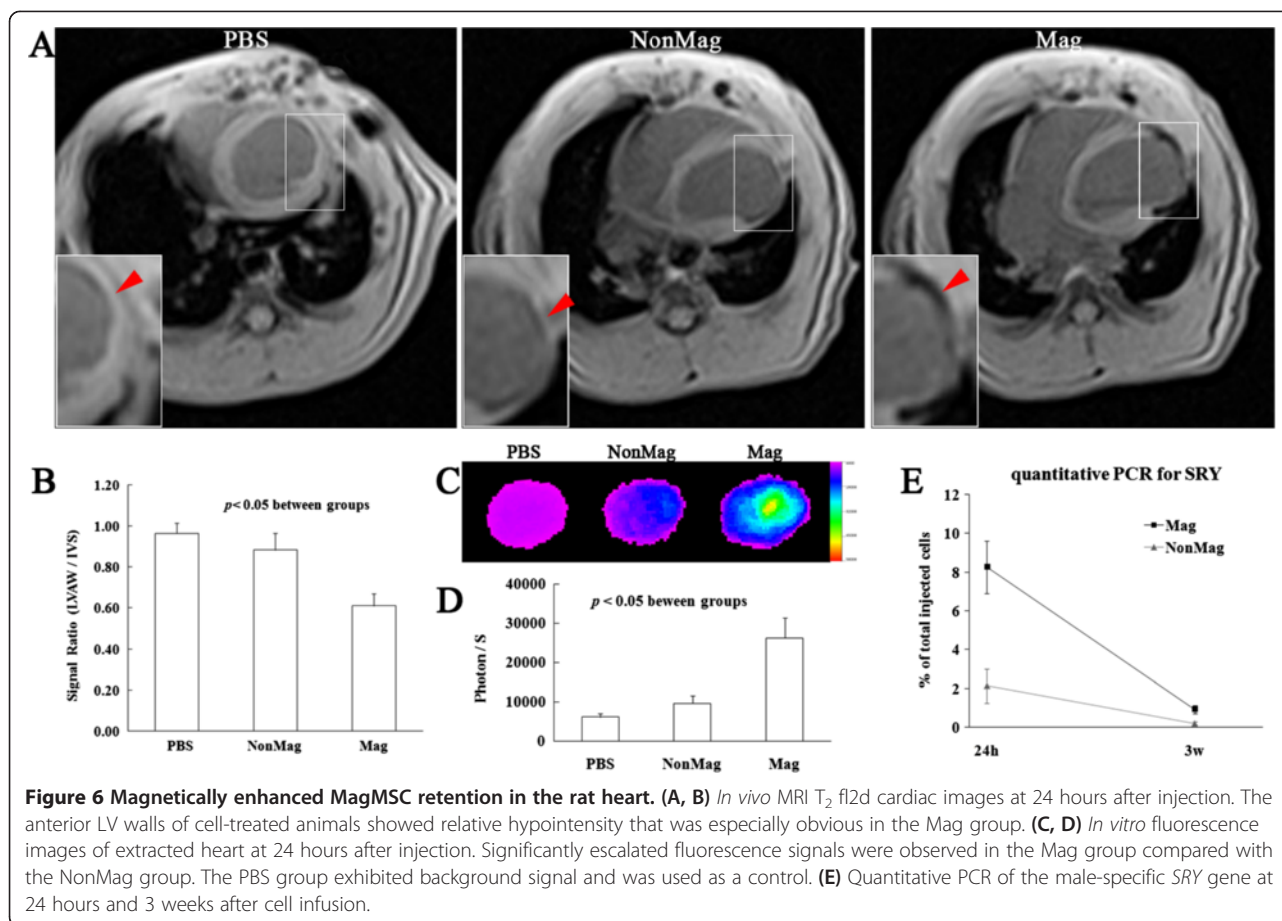 A
PBS
NonMag
Mag
B
1.20
1.00
0.80
0.60
0.40
0.20
0.00
Signal Ratio (LVAW / IVS)
p< 0.05 between groups
PBS
NonMag
Mag
C
PBS
NonMag
Mag
D
40000
30000
20000
10000
0
Photon / S
p < 0.05 beween groups
PBS
NonMag
Mag
E
quantitative PCR for SRY
12
10
8
6
4
2
0
% of total injected cells
Mag
NonMag
24h
3w
Figure 6 Magnetically enhanced MagMSC retention in the rat heart. (A, B) In vivo MRI T2 fl2d cardiac images at 24 hours after injection. The
anterior LV walls of cell-treated animals showed relative hypointensity that was especially obvious in the Mag group. (C, D) In vitro fluorescence
images of extracted heart at 24 hours after injection. Significantly escalated fluorescence signals were observed in the Mag group compared with
the NonMag group. The PBS group exhibited background signal and was used as a control. (E) Quantitative PCR of the male-specific SRY gene at
24 hours and 3 weeks after cell infusion.